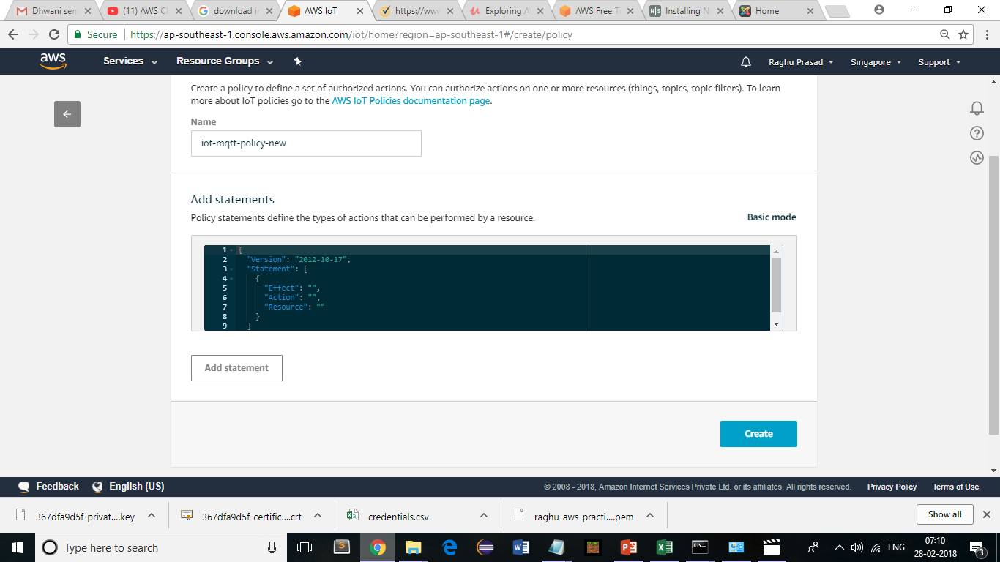 Dhwani sen
(11) AWS C
download i
AWS IoT
https://www
Exploring A
AWS Free T
Installing N
Home
Secure
https://ap-southeast-1.console.aws.amazon.com/iot/home?region=ap-southeast-1#/create/policy
aws
Services
Resource Groups
Raghu Prasad
Singapore
Support
Create a policy to define a set of authorized actions. You can authorize actions on one or more resources (things, topics, topic filters). To learn
more about IoT policies go to the AWS IoT Policies documentation page.
Name
iot-mqtt-policy-new
Add statements
Policy statements define the types of actions that can be performed by a resource.
Basic mode
1 {
2 "Version": "2012-10-17",
3 "Statement": [
4 {
5 "Effect": "",
6 "Action": "",
7 "Resource": ""
8 }
9 ]
Add statement
Create
Feedback
English (US)
© 2008 - 2018, Amazon Internet Services Private Ltd. or its affiliates. All rights reserved.
Privacy Policy
Terms of Use
367dfa9d5f-privat....key
367dfa9d5f-certific....crt
credentials.csv
raghu-aws-practi....pem
Show all
Type here to search
ENG
07:10
28-02-2018
3